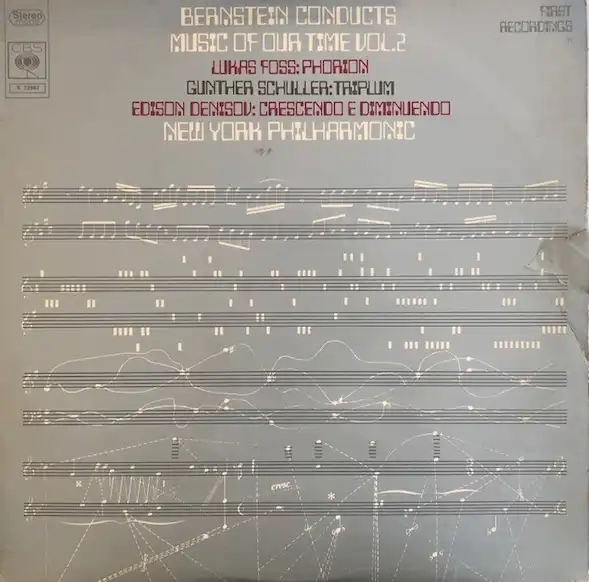 Stereo
CBS
BERNSTEIN CONDUCTS
MUSIC OF OUR TIME VOL.2
LUKAS FOSS: PHORION
GUNTHER SCHULLER: TRIPLUM
EDISON DENISOV: CRESCENDO E DIMINUENDO
NEW YORK PHILHARMONIC
FIRST
RECORDINGS
cresc.